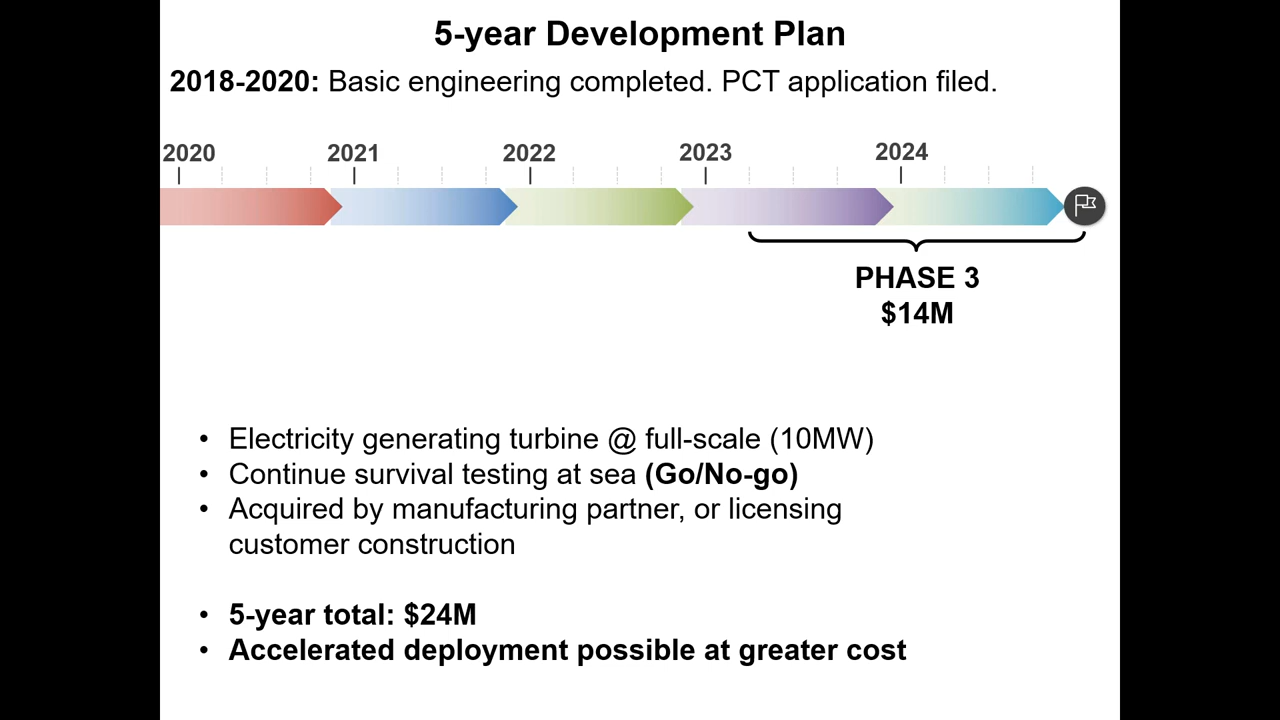 5-year Development Plan
2018-2020: Basic engineering completed. PCT application filed.
2020 2021 2022 2023 2024
PHASE 3
$14M
• Electricity generating turbine @ full-scale (10MW)
• Continue survival testing at sea (Go/No-go)
• Acquired by manufacturing partner, or licensing
customer construction
• 5-year total: $24M
• Accelerated deployment possible at greater cost